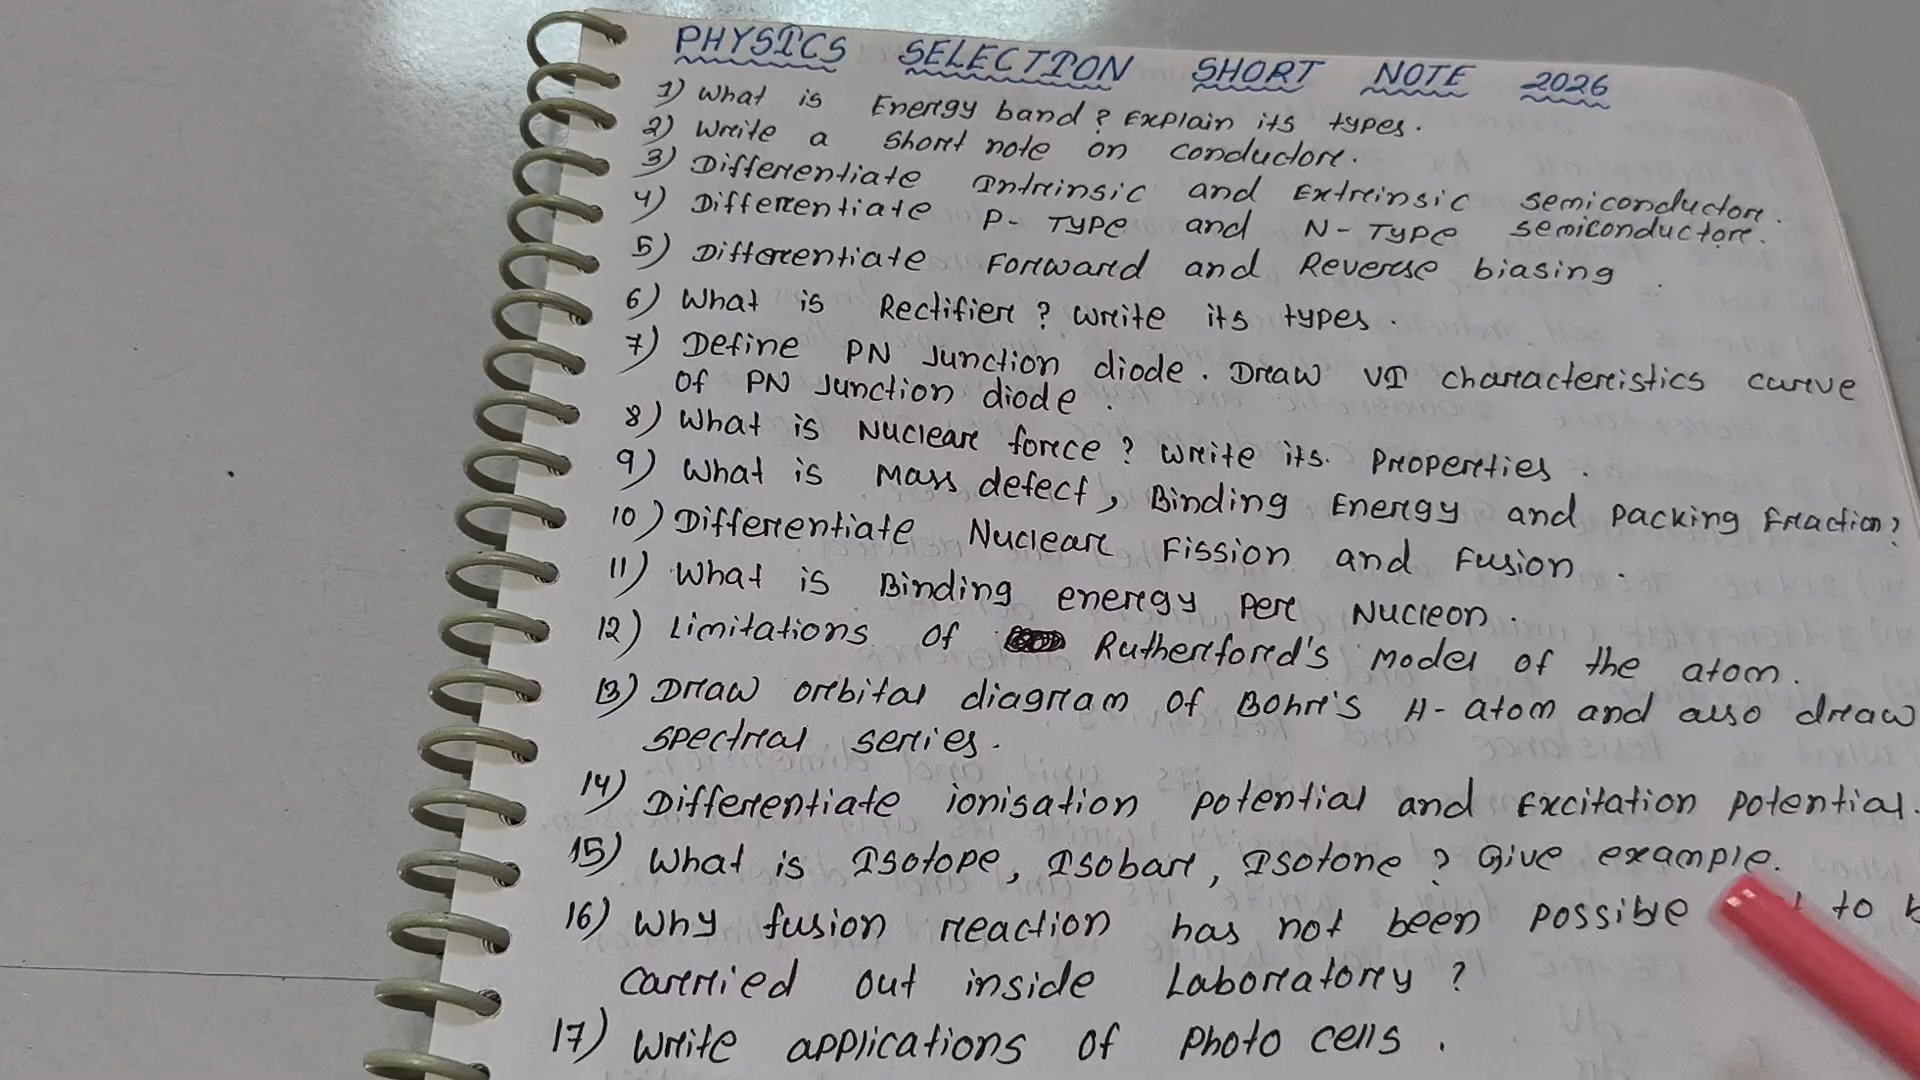 PHYSICS SELECTION SHORT NOTE 2026
1) What is Energy band? Explain its types.
2) Write a short note on conductor.
3) Differentiate Intrinsic and Extrinsic semiconductor.
4) Differentiate P-TYPE and N-TYPE semiconductor.
5) Differentiate Forward and Reverse biasing.
6) What is Rectifier? Write its types.
7) Define PN Junction diode. Draw VI characteristics curve
of PN Junction diode.
8) What is Nuclear force? Write its Properties.
9) What is Mass defect, Binding Energy and Packing Fraction?
10) Differentiate Nuclear Fission and Fusion.
11) What is Binding energy per Nucleon.
12) Limitations of Rutherford's model of the atom.
13) Draw orbital diagram of Bohr's H-atom and also draw
spectral series.
14) Differentiate ionisation potential and Excitation potential.
15) What is Isotope, Isobar, Isotone? Give example.
16) Why fusion reaction has not been possible to
carried out inside Laboratory?
17) Write applications of Photo cells.